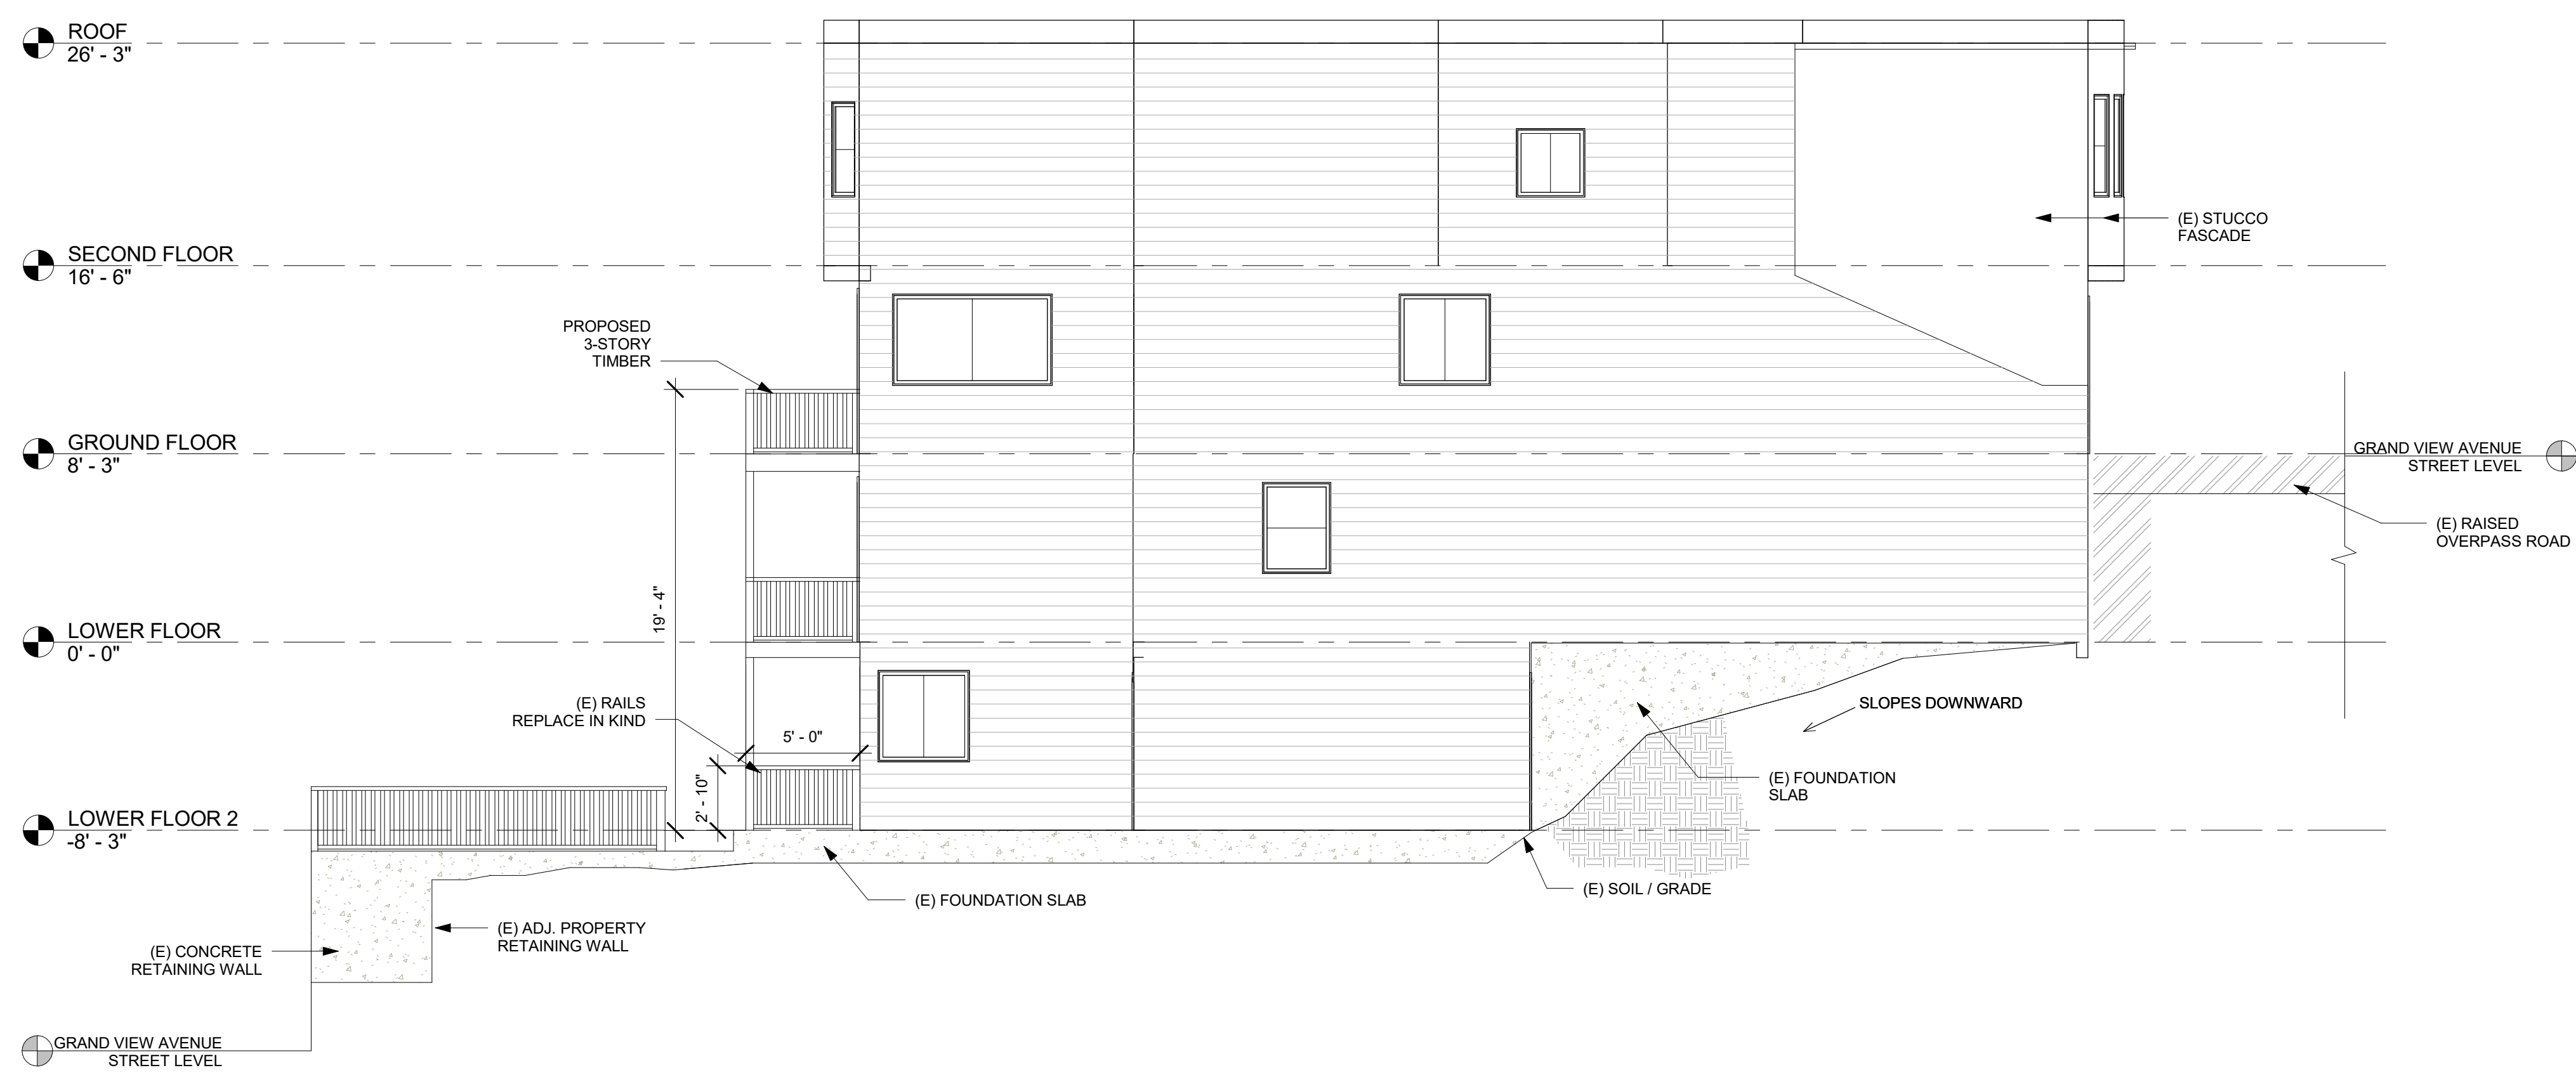 ROOF
26' - 3"
SECOND FLOOR
16' - 6"
(E) STUCCO
FASCADE
PROPOSED
3-STORY
TIMBER
GROUND FLOOR
8' - 3"
GRAND VIEW AVENUE
STREET LEVEL
(E) RAISED
OVERPASS ROAD
19' - 4"
LOWER FLOOR
0' - 0"
(E) RAILS
REPLACE IN KIND
5' - 0"
2' - 10"
SLOPES DOWNWARD
(E) FOUNDATION
SLAB
LOWER FLOOR 2
-8' - 3"
(E) SOIL / GRADE
(E) FOUNDATION SLAB
(E) ADJ. PROPERTY
RETAINING WALL
(E) CONCRETE
RETAINING WALL
GRAND VIEW AVENUE
STREET LEVEL